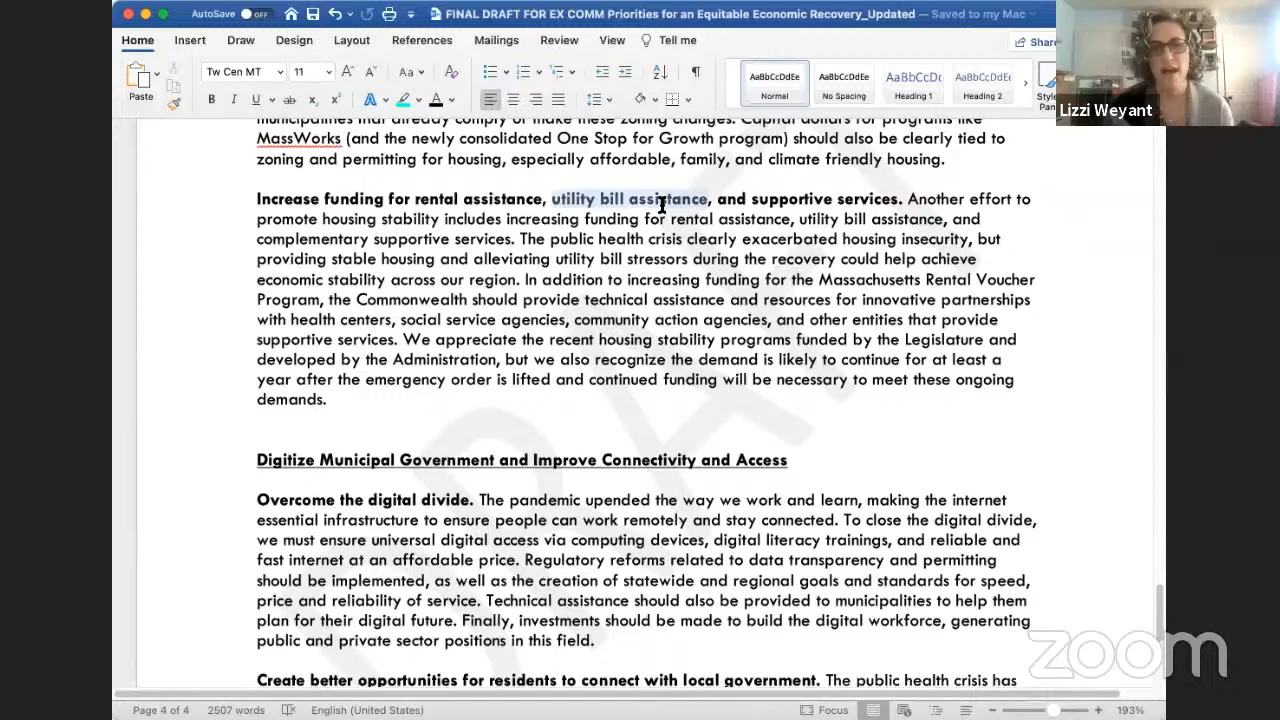 AutoSave OFF FINAL DRAFT FOR EX COMM Priorities for an Equitable Economic Recovery_Updated — Saved to my Mac
Home Insert Draw Design Layout References Mailings Review View Tell me Share
Lizzi Weyant
Paste Tw Cen MT 11
AaBbCcDdEe AaBbCcDdEe AaBbCcDc AaBbCcDdEe
Normal No Spacing Heading 1 Heading 2
municipalities that already comply or make these zoning changes. Capital dollars for programs like
MassWorks (and the newly consolidated One Stop for Growth program) should also be clearly tied to
zoning and permitting for housing, especially affordable, family, and climate friendly housing.
Increase funding for rental assistance, utility bill assistance, and supportive services. Another effort to
promote housing stability includes increasing funding for rental assistance, utility bill assistance, and
complementary supportive services. The public health crisis clearly exacerbated housing insecurity, but
providing stable housing and alleviating utility bill stressors during the recovery could help achieve
economic stability across our region. In addition to increasing funding for the Massachusetts Rental Voucher
Program, the Commonwealth should provide technical assistance and resources for innovative partnerships
with health centers, social service agencies, community action agencies, and other entities that provide
supportive services. We appreciate the recent housing stability programs funded by the Legislature and
developed by the Administration, but we also recognize the demand is likely to continue for at least a
year after the emergency order is lifted and continued funding will be necessary to meet these ongoing
demands.
Digitize Municipal Government and Improve Connectivity and Access
Overcome the digital divide. The pandemic upended the way we work and learn, making the internet
essential infrastructure to ensure people can work remotely and stay connected. To close the digital divide,
we must ensure universal digital access via computing devices, digital literacy trainings, and reliable and
fast internet at an affordable price. Regulatory reforms related to data transparency and permitting
should be implemented, as well as the creation of statewide and regional goals and standards for speed,
price and reliability of service. Technical assistance should also be provided to municipalities to help them
plan for their digital future. Finally, investments should be made to build the digital workforce, generating
public and private sector positions in this field.
Create better opportunities for residents to connect with local government. The public health crisis has
DRAFT
zoom
Page 4 of 4 2507 words English (United States) Focus 193%